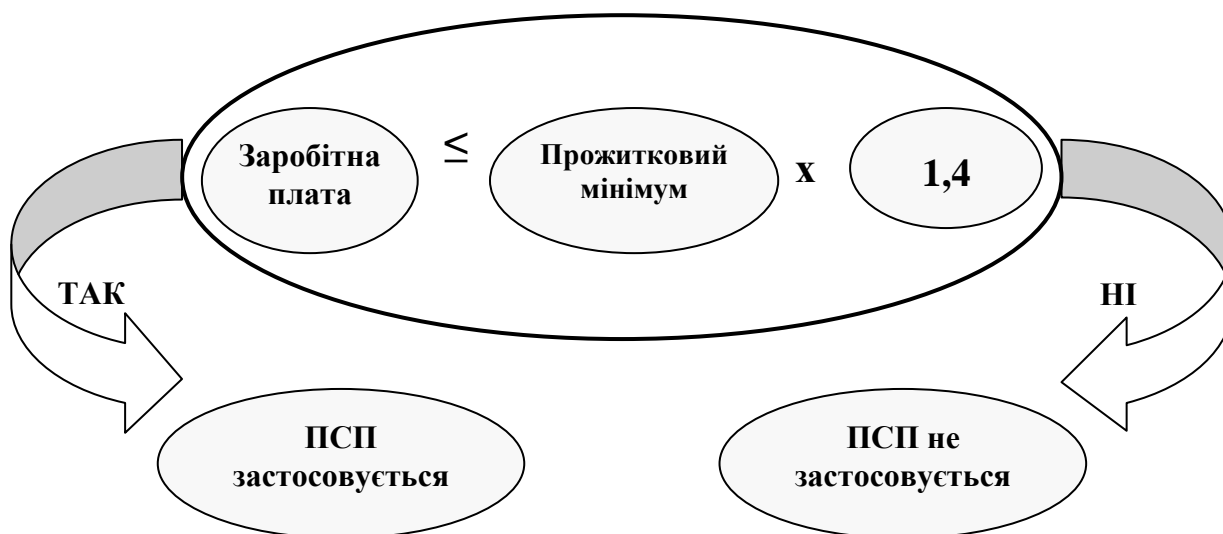 Заробітна
плата
≤
Прожитковий
мінімум
х
1,4
ТАК
НІ
ПСП
застосовується
ПСП не
застосовується